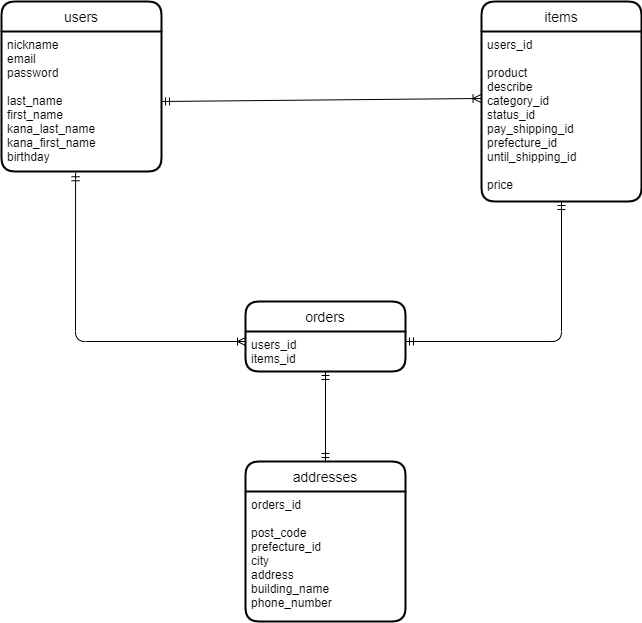 users
nickname
email
password
last_name
first_name
kana_last_name
kana_first_name
birthday
items
users_id
product
describe
category_id
status_id
pay_shipping_id
prefecture_id
until_shipping_id
price
orders
users_id
items_id
addresses
orders_id
post_code
prefecture_id
city
address
building_name
phone_number